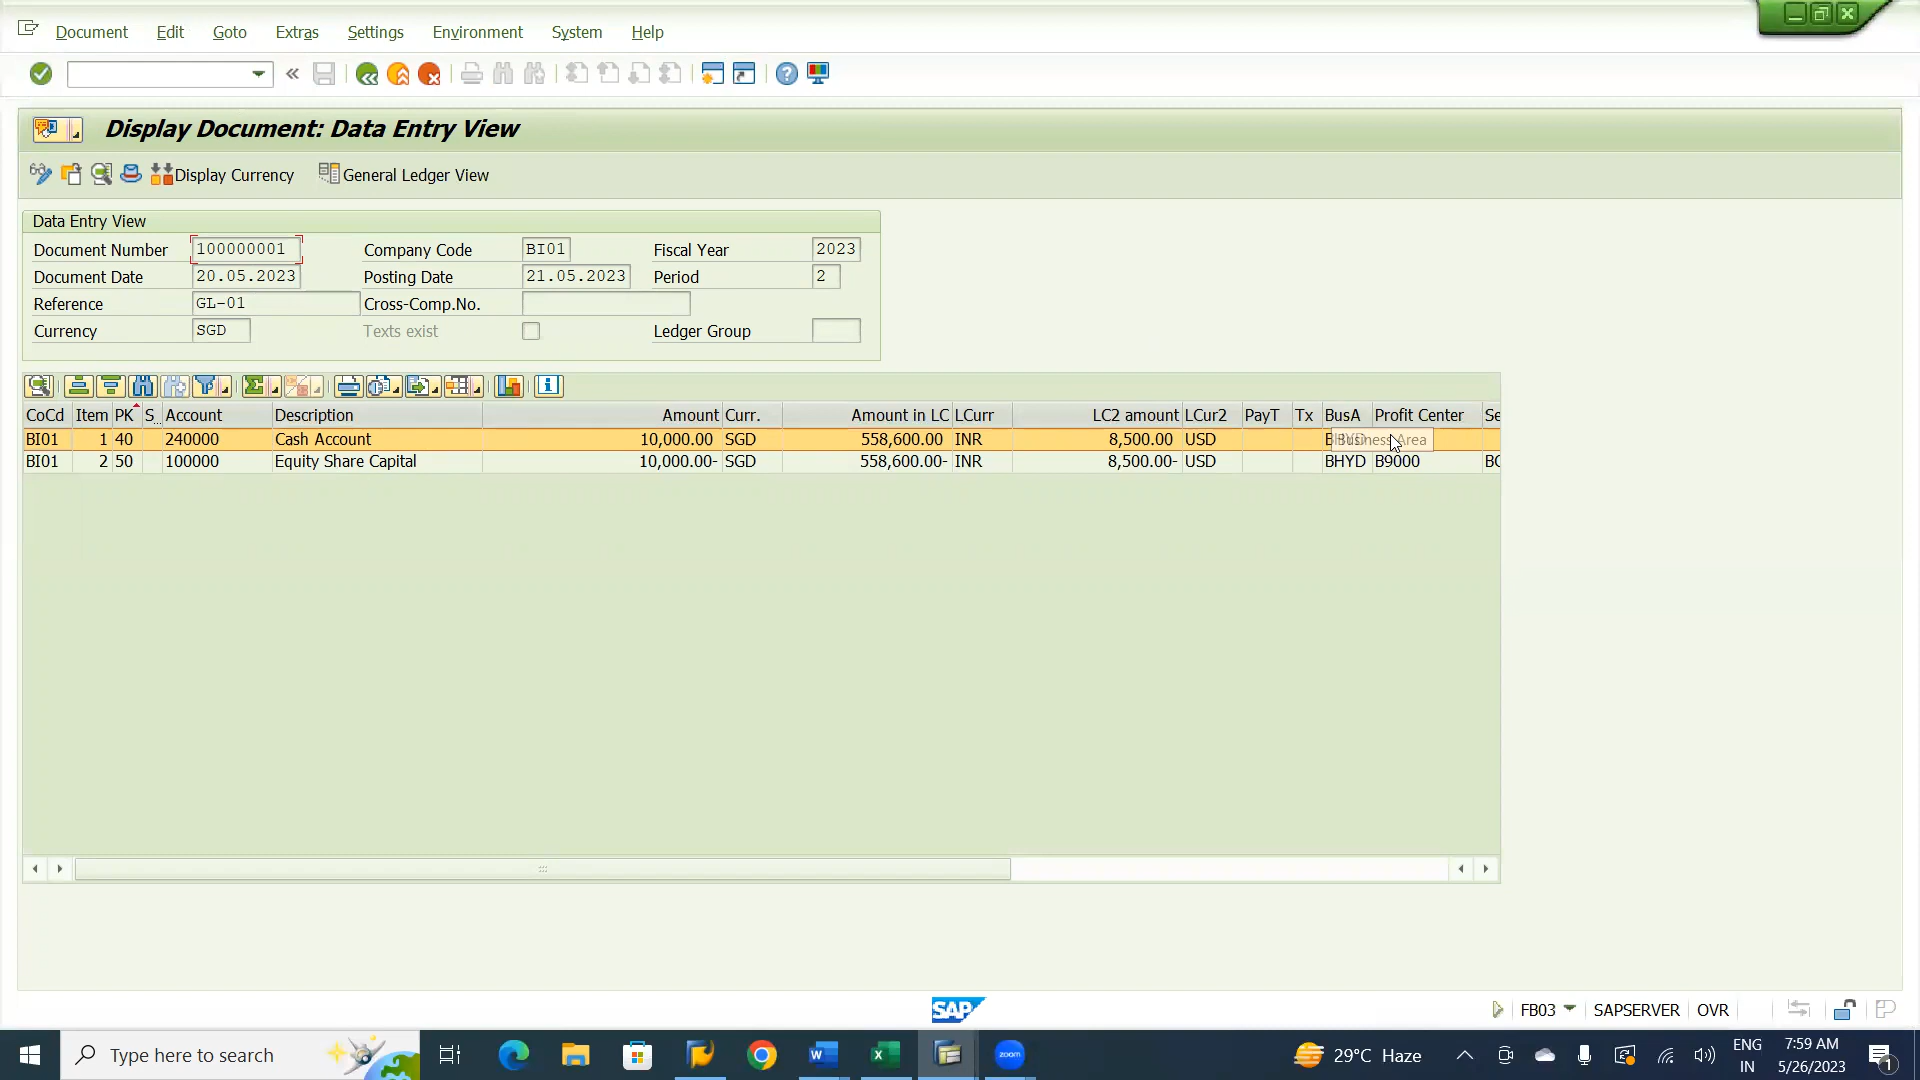 Document Edit Goto Extras Settings Environment System Help
Display Document: Data Entry View
Display Currency General Ledger View
Data Entry View
Document Number 100000001 Company Code BI01 Fiscal Year 2023
Document Date 20.05.2023 Posting Date 21.05.2023 Period 2
Reference GL-01 Cross-Comp.No.
Currency SGD Texts exist Ledger Group
CoCd Item PK S... Account Description Amount Curr. Amount in LC LCurr LC2 amount LCur2 PayT Tx BusA Profit Center Se
BI01 1 40 240000 Cash Account 10,000.00 SGD 558,600.00 INR 8,500.00 USD Business Area
BI01 2 50 100000 Equity Share Capital 10,000.00- SGD 558,600.00- INR 8,500.00- USD BHYD B9000
SAP FB03 SAPSERVER OVR
Type here to search zoom 29°C Haze ENG 7:59 AM
IN 5/26/2023 1